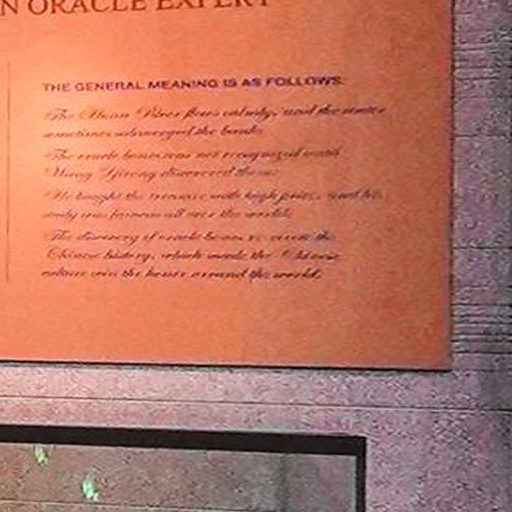 N ORACLE EXPERT
THE GENERAL MEANING IS AS FOLLOWS:
The Huan River flows calmly, and the water
sometimes submerged the banks.
The oracle bones was not recognized until
Wang Yirong discovered them.
He bought the treasure with high prices, and his
study was famous all over the world.
The discovery of oracle bones re-wrote the
Chinese history, which made the Chinese
culture win the honor around the world.